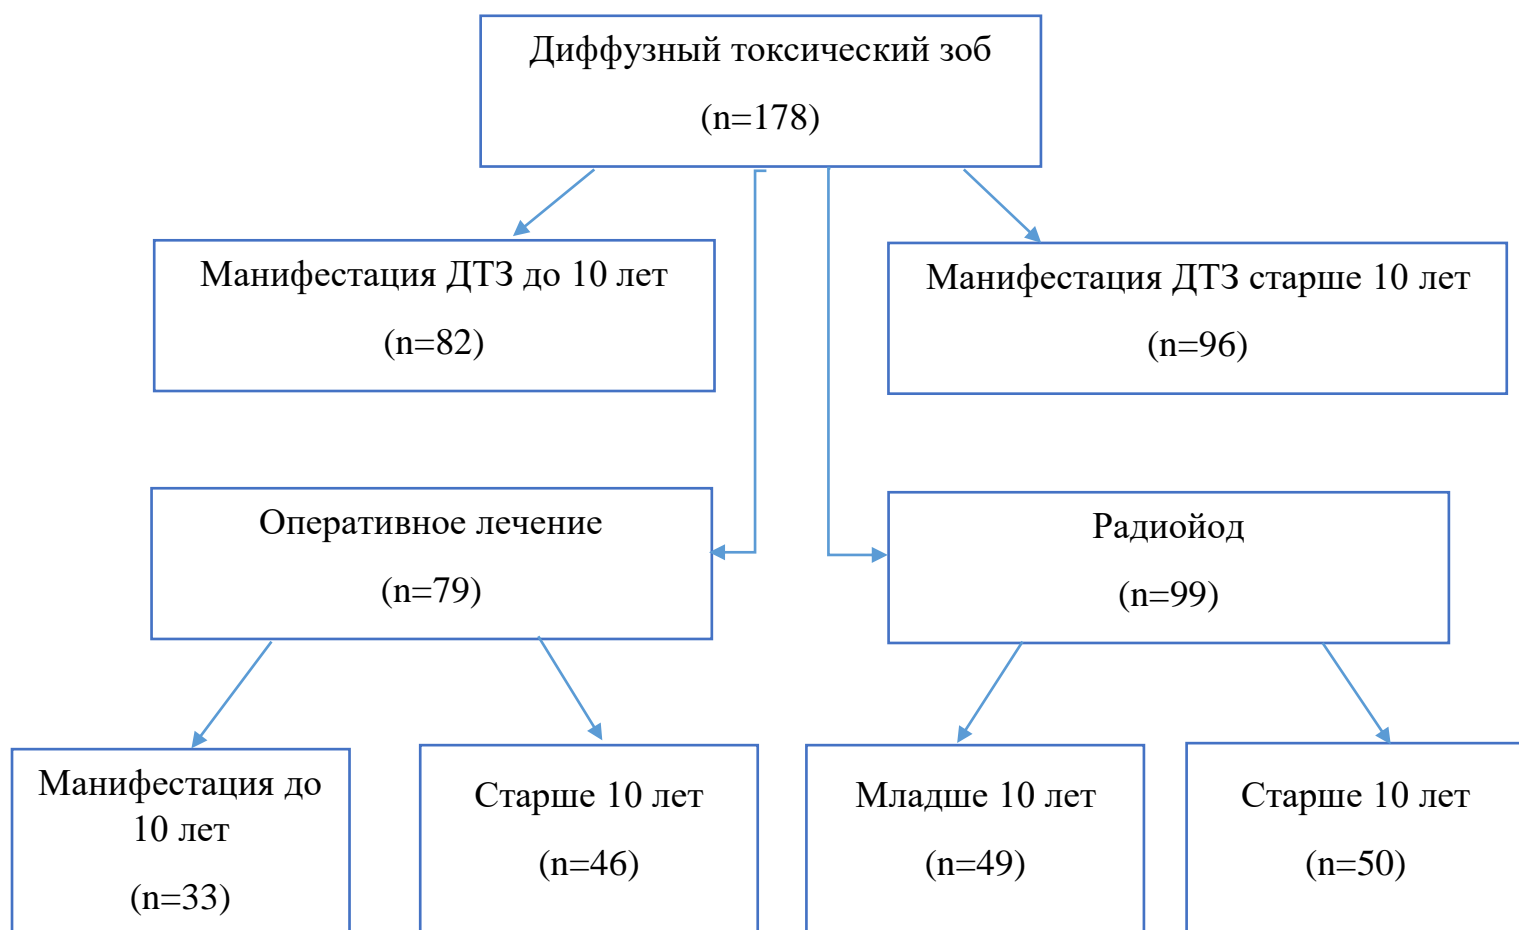 Диффузный токсический зоб
(n=178)
Манифестация ДТЗ до 10 лет
(n=82)
Манифестация ДТЗ старше 10 лет
(n=96)
Оперативное лечение
(n=79)
Радиойод
(n=99)
Манифестация до
10 лет
(n=33)
Старше 10 лет
(n=46)
Младше 10 лет
(n=49)
Старше 10 лет
(n=50)